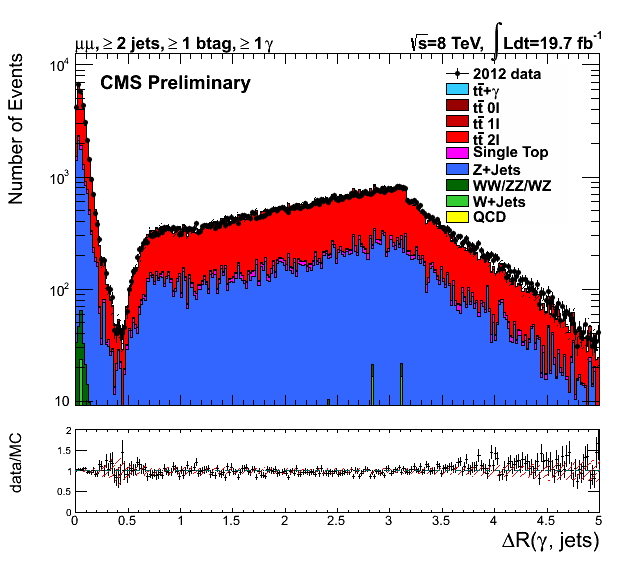 μμ, ≥ 2 jets, ≥ 1 btag, ≥ 1 γ
√s=8 TeV, ∫ Ldt=19.7 fb⁻¹
CMS Preliminary
2012 data
tt̄+γ
tt̄ 0l
tt̄ 1l
tt̄ 2l
Single Top
Z+Jets
WW/ZZ/WZ
W+Jets
QCD
Number of Events
10⁴
10³
10²
10
data/MC
2
1.5
1
0.5
0
0 0.5 1 1.5 2 2.5 3 3.5 4 4.5 5
ΔR(γ, jets)